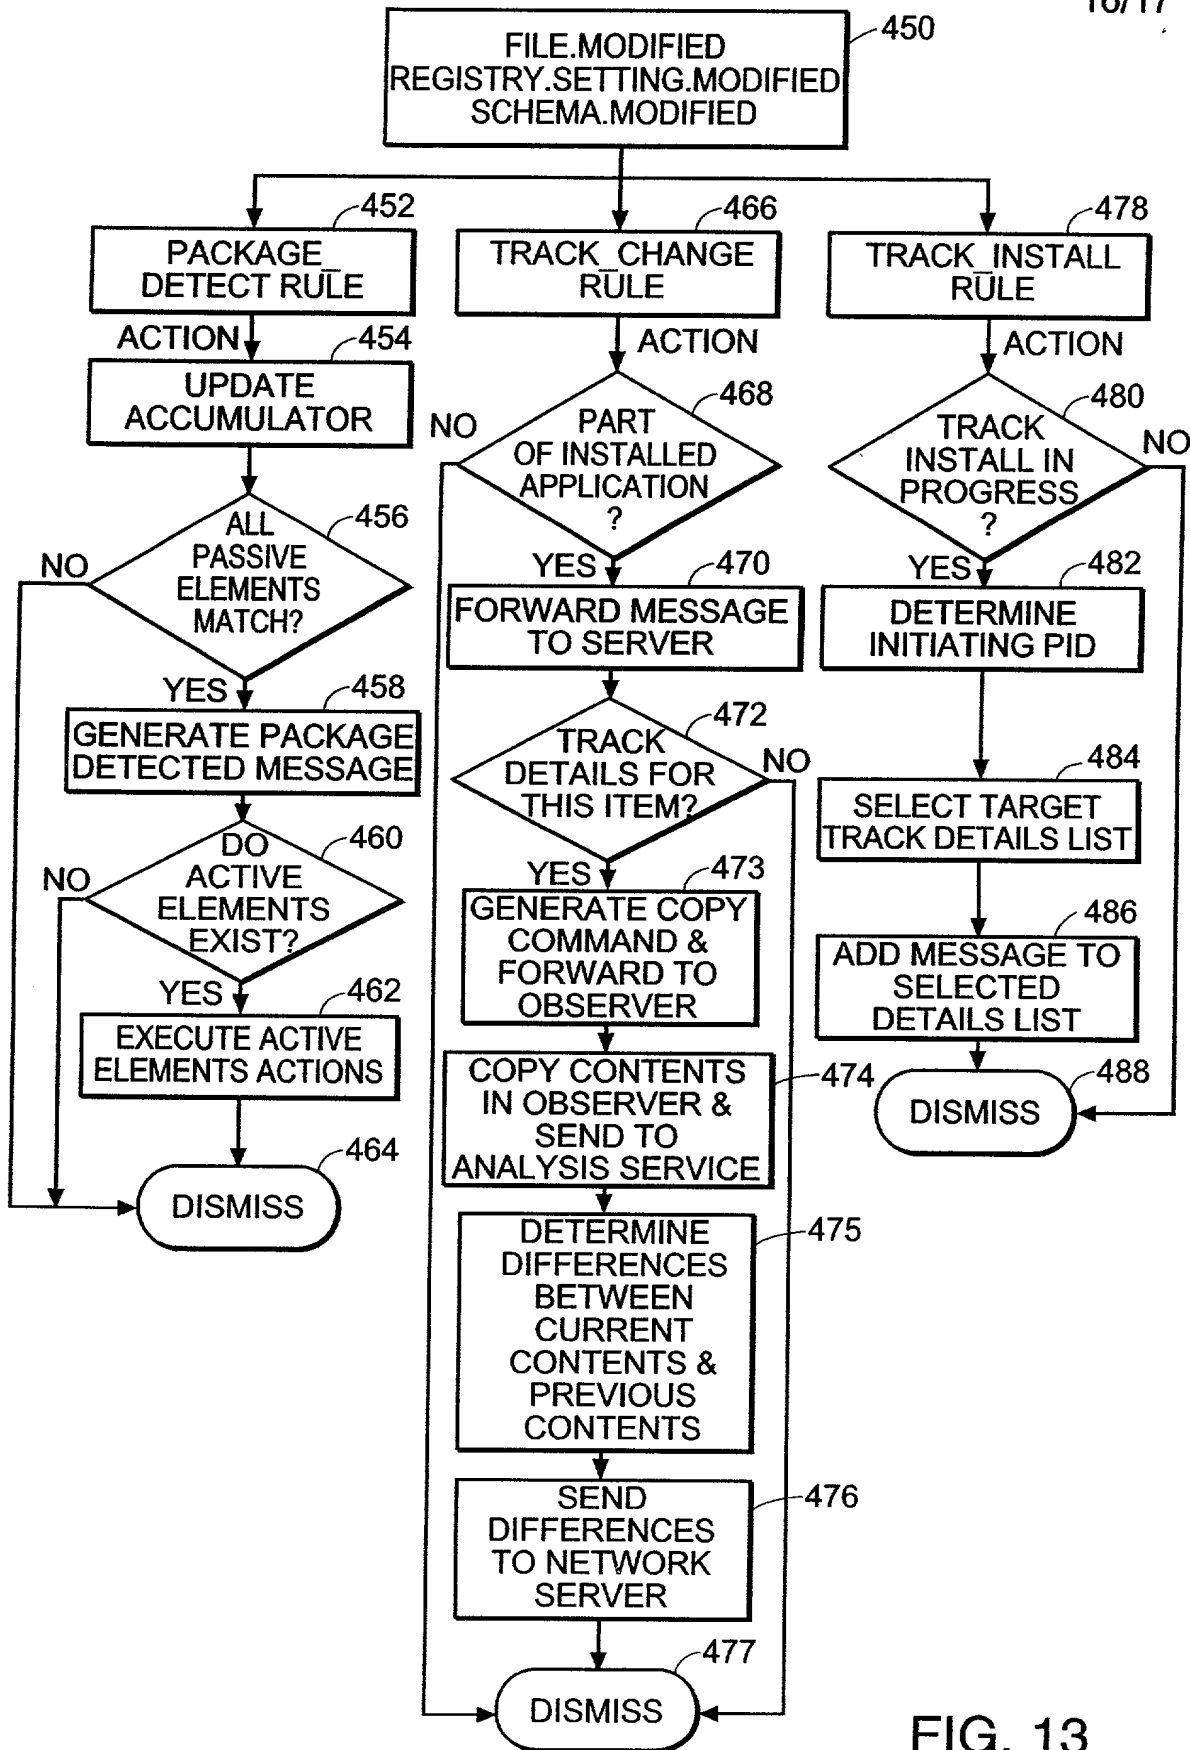 16/17
450
FILE.MODIFIED
REGISTRY.SETTING.MODIFIED
SCHEMA.MODIFIED
452
PACKAGE_
DETECT RULE
ACTION
454
UPDATE
ACCUMULATOR
456
ALL
PASSIVE
ELEMENTS
MATCH?
NO
YES
458
GENERATE PACKAGE
DETECTED MESSAGE
460
DO
ACTIVE
ELEMENTS
EXIST?
NO
YES
462
EXECUTE ACTIVE
ELEMENTS ACTIONS
464
DISMISS
466
TRACK_CHANGE
RULE
ACTION
468
PART
OF INSTALLED
APPLICATION
?
NO
YES
470
FORWARD MESSAGE
TO SERVER
472
TRACK
DETAILS FOR
THIS ITEM?
NO
YES
473
GENERATE COPY
COMMAND &
FORWARD TO
OBSERVER
474
COPY CONTENTS
IN OBSERVER &
SEND TO
ANALYSIS SERVICE
475
DETERMINE
DIFFERENCES
BETWEEN
CURRENT
CONTENTS &
PREVIOUS
CONTENTS
476
SEND
DIFFERENCES
TO NETWORK
SERVER
477
DISMISS
478
TRACK_INSTALL
RULE
ACTION
480
TRACK
INSTALL IN
PROGRESS
?
NO
YES
482
DETERMINE
INITIATING PID
484
SELECT TARGET
TRACK DETAILS LIST
486
ADD MESSAGE TO
SELECTED
DETAILS LIST
488
DISMISS
FIG. 13